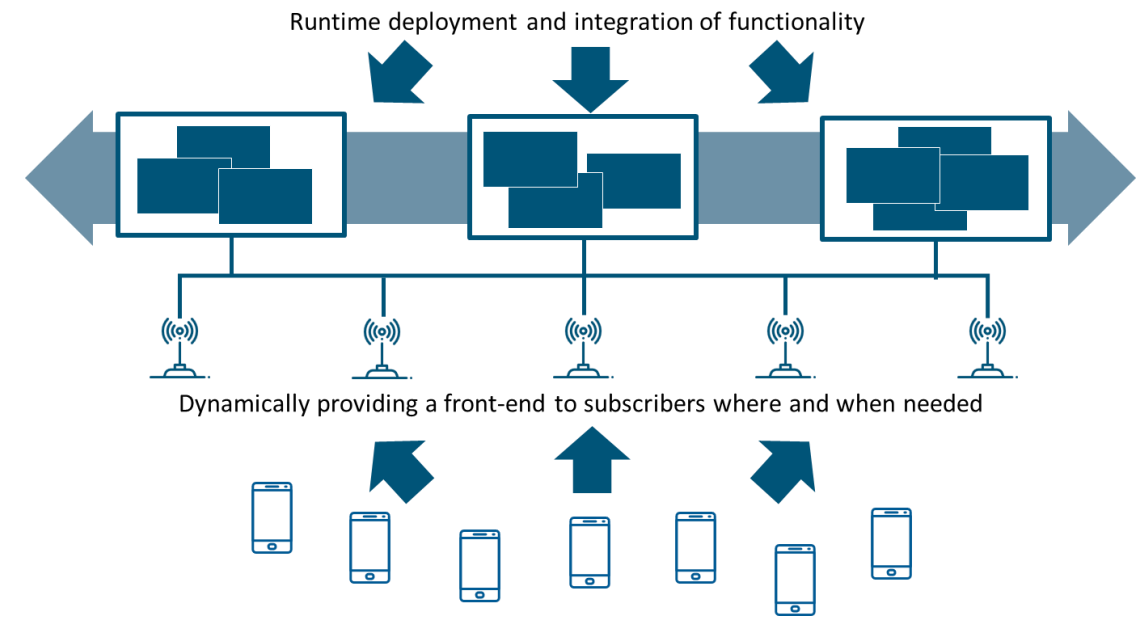 Runtime deployment and integration of functionality
Dynamically providing a front-end to subscribers where and when needed